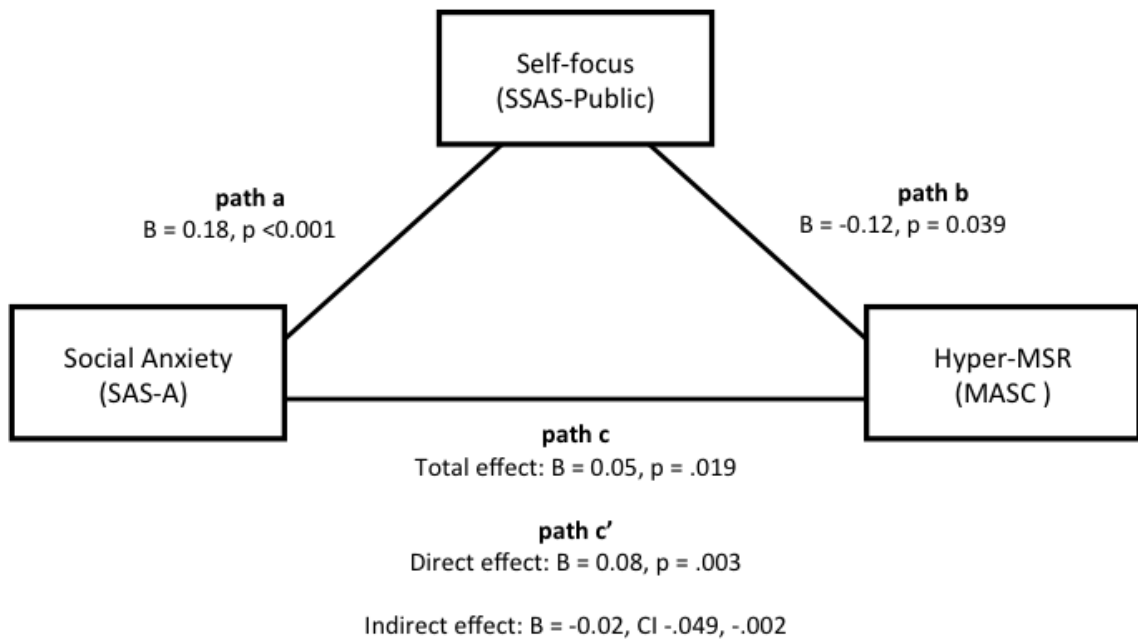 Self-focus
(SSAS-Public)
path a
B = 0.18, p <0.001
path b
B = -0.12, p = 0.039
Social Anxiety
(SAS-A)
Hyper-MSR
(MASC )
path c
Total effect: B = 0.05, p = .019
path c’
Direct effect: B = 0.08, p = .003
Indirect effect: B = -0.02, CI -.049, -.002